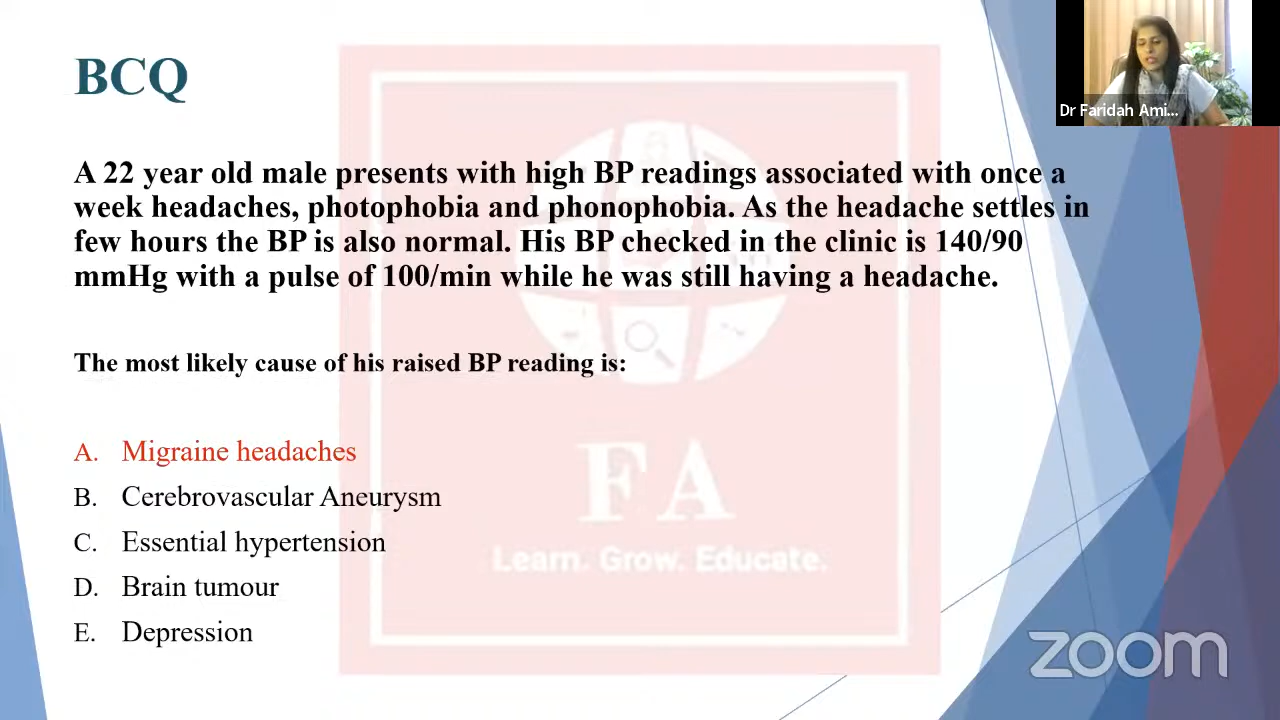 BCQ
Dr Faridah Ami...
A 22 year old male presents with high BP readings associated with once a
week headaches, photophobia and phonophobia. As the headache settles in
few hours the BP is also normal. His BP checked in the clinic is 140/90
mmHg with a pulse of 100/min while he was still having a headache.
The most likely cause of his raised BP reading is:
A. Migraine headaches
B. Cerebrovascular Aneurysm
C. Essential hypertension
D. Brain tumour
E. Depression
FA
Learn. Grow. Educate.
zoom